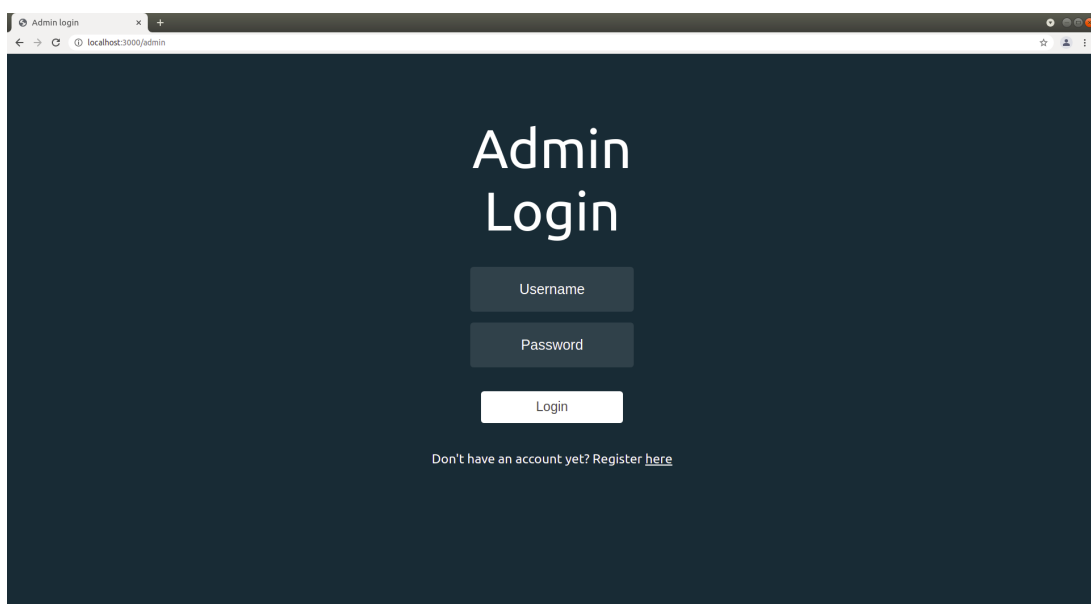 Admin login
localhost:3000/admin
Admin
Login
Username
Password
Login
Don't have an account yet? Register here